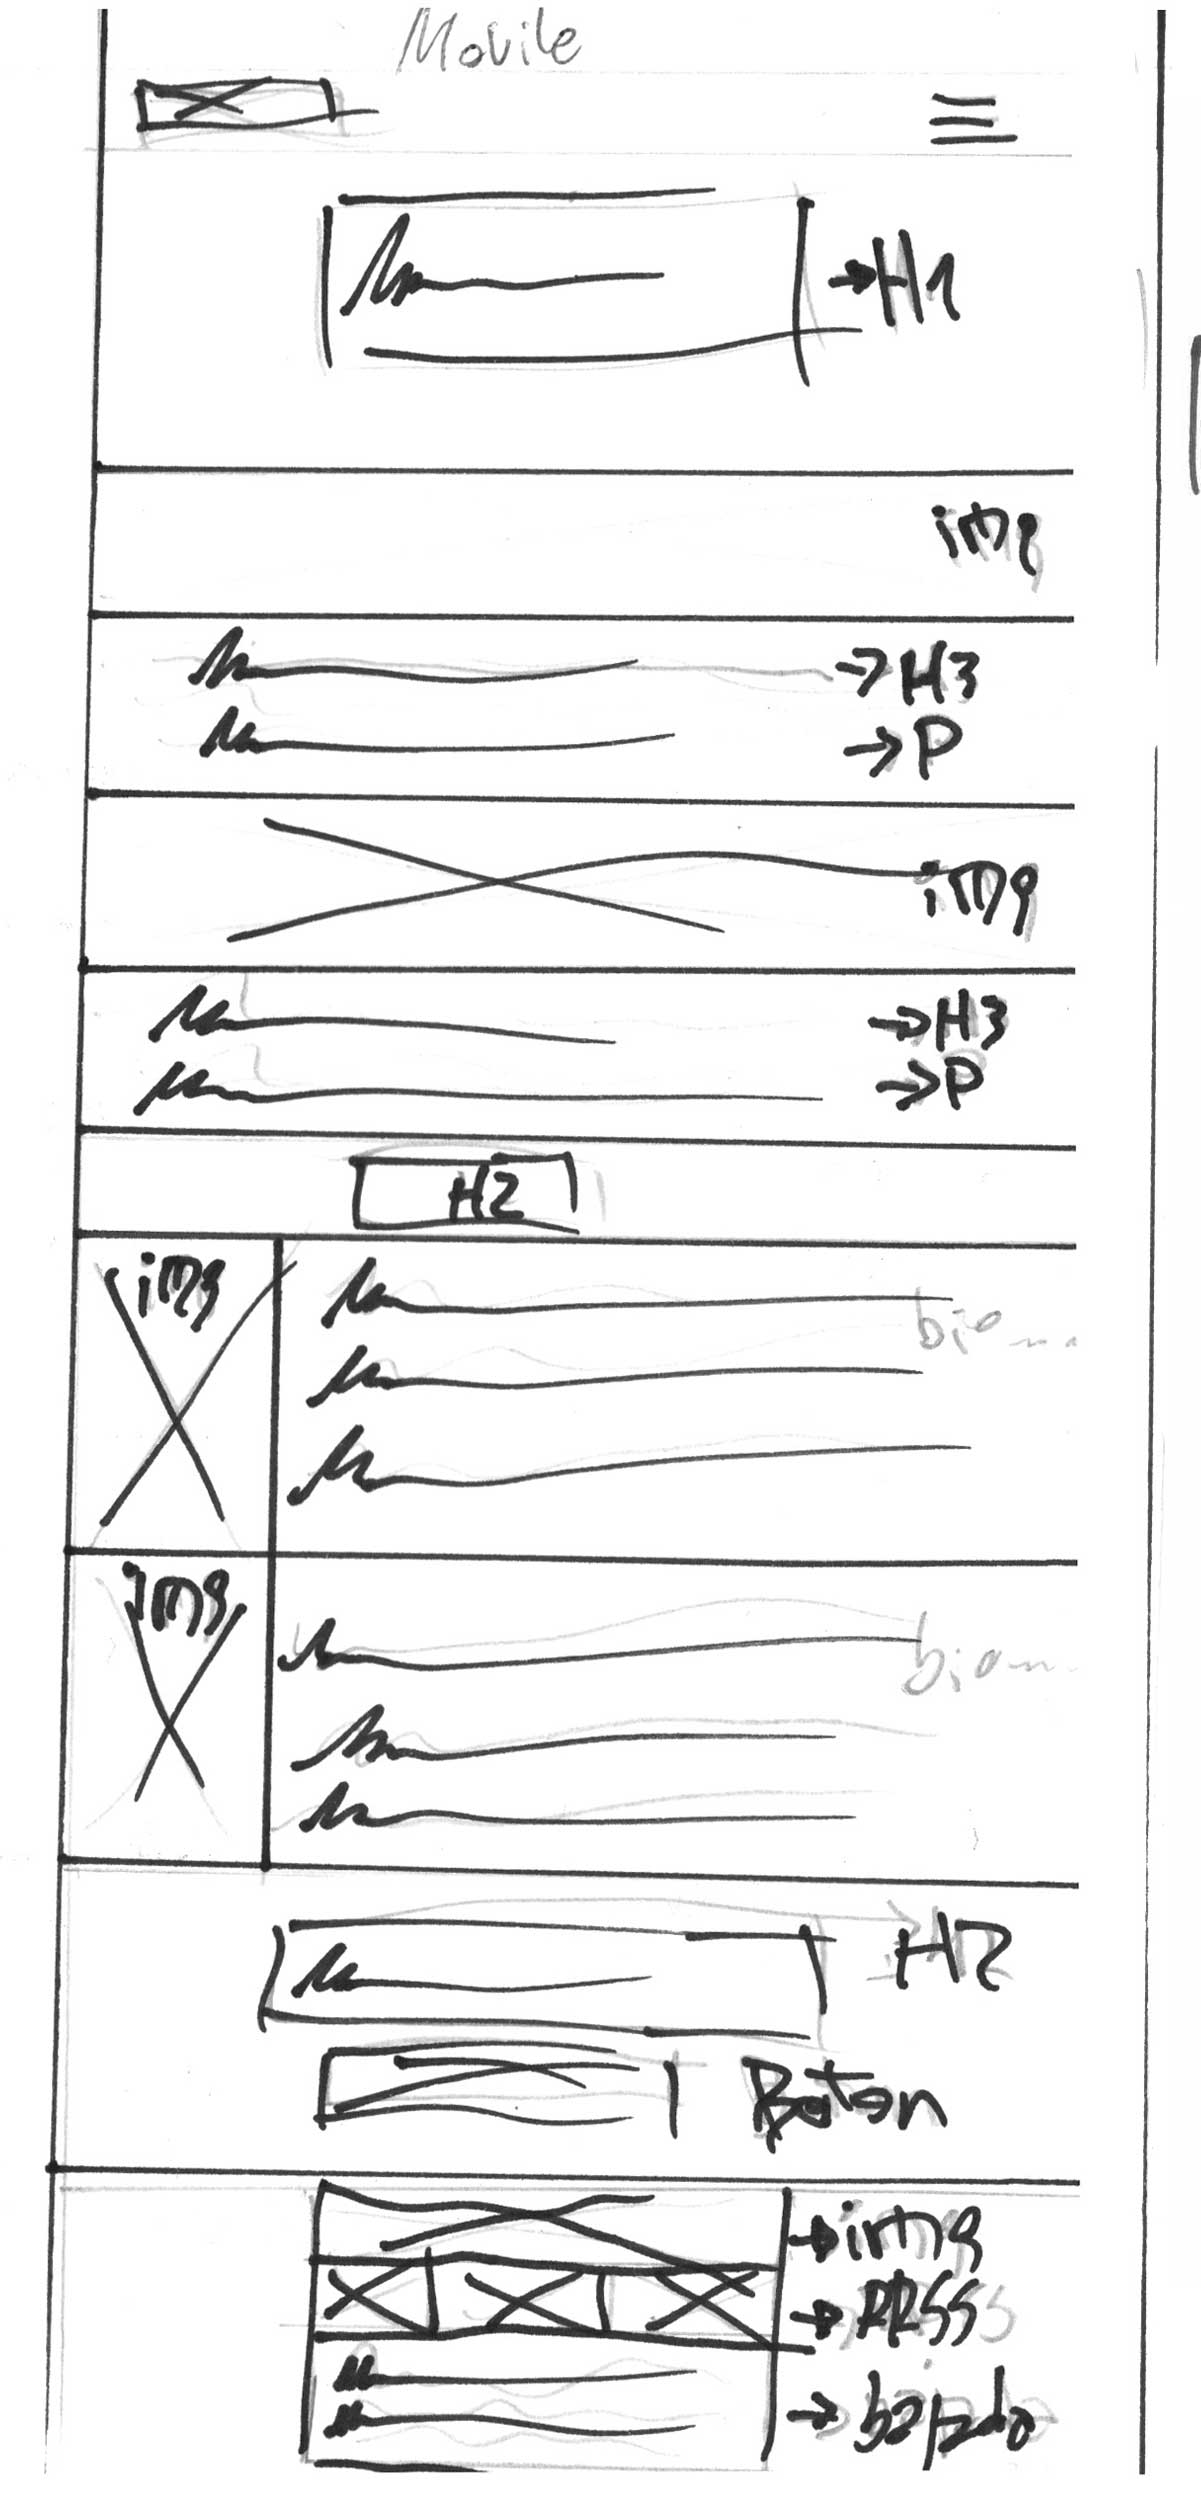 Movile
→H1
img
→H3
→P
img
→H3
→P
H2
img
bio
img
bio
H2
Boton
→img
→RRSS
→bajado